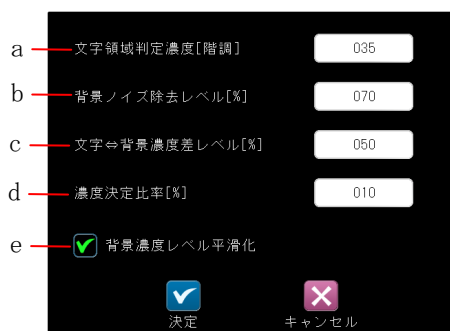 a 文字領域判定濃度[階調] 035
b 背景ノイズ除去レベル[%] 070
c 文字⇔背景濃度差レベル[%] 050
d 濃度決定比率[%] 010
e 背景濃度レベル平滑化
決定 キャンセル